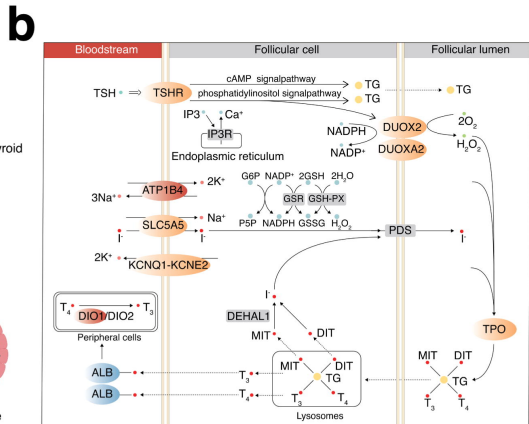 b
Bloodstream
Follicular cell
Follicular lumen
TSH
TSHR
cAMP signalpathway
TG
TG
phosphatidylinositol signalpathway
TG
IP3
Ca+
IP3R
Endoplasmic reticulum
NADPH
NADP+
DUOX2
DUOXA2
2O2
H2O2
yroid
ATP1B4
2K+
3Na+
G6P NADP+ 2GSH 2H2O
GSR GSH-PX
P5P NADPH GSSG H2O2
SLC5A5
Na+
I-
I-
PDS
I-
2K+
KCNQ1-KCNE2
I-
T4
T3
DIO1/DIO2
Peripheral cells
DEHAL1
MIT
DIT
TPO
ALB
ALB
T3
T4
MIT
DIT
TG
T3
T4
Lysosomes
MIT
DIT
TG
T3
T4
e